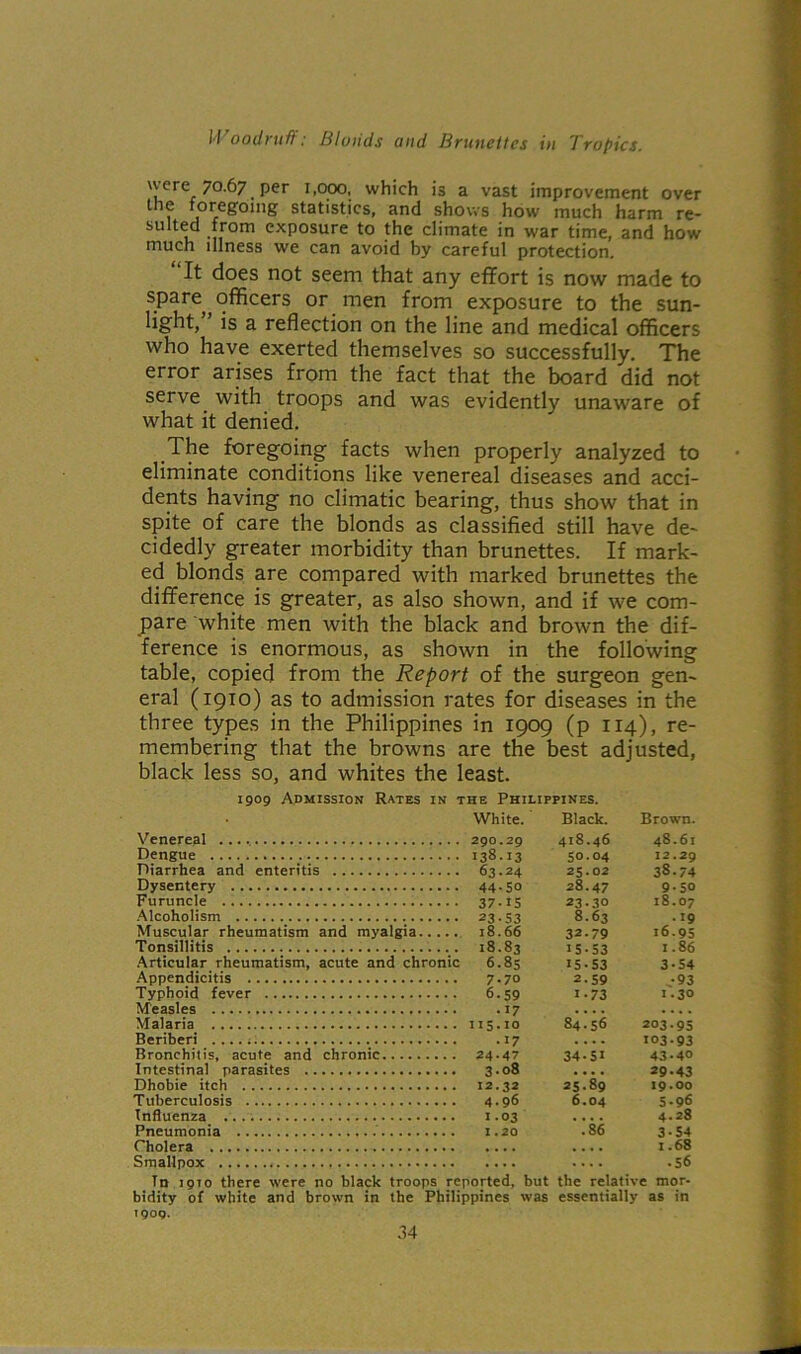 Woodruff: Blonds and Brunettes in Tropics.
were 70.67 per 1,000, which is a vast improvement over
the foregoing statistics, and shows how much harm re-
sulted from exposure to the climate in war time, and how
much illness we can avoid by careful protection.
“It does not seem that any effort is now made to
spare officers or men from exposure to the sun-
light,” is a reflection on the line and medical officers
who have exerted themselves so successfully. The
error arises from the fact that the board did not
serve with troops and was evidently unaware of
what it denied.
The foregoing facts when properly analyzed to
eliminate conditions like venereal diseases and acci-
dents having no climatic bearing, thus show that in
spite of care the blonds as classified still have de-
cidedly greater morbidity than brunettes. If mark-
ed blonds are compared with marked brunettes the
difference is greater, as also shown, and if we com-
pare white men with the black and brown the dif-
ference is enormous, as shown in the following
table, copied from the Report of the surgeon gen-
eral (1910) as to admission rates for diseases in the
three types in the Philippines in 1909 (p 114), re-
membering that the browns are the best adjusted,
black less so, and whites the least.
1909 Admission Rates in the Philippines.
White. Black. Brown.
Venereal ........ 290.29 418.46 48.61
Dengue ........ 138.13 50.04 12.29
Diarrhea and enteritis ........ 63.24 25.02 38.74
Dysentery ........ 44.50 28.47 9.50
Furuncle ........ 37.15 23.30 18.07
Alcoholism ........ 23.53 8.63 .19
Muscular rheumatism and myalgia..... 18.66 32.79 16.95
Tonsillitis ........ 18.83 15.53 1.86
Articular rheumatism, acute and chronic 6.85 15.53 3.54
Appendicitis ........ 7.70 2.59 .93
Typhoid fever ........ 6.59 1.73 1.30
Measles ........ .17 .... ....
Malaria ........ 115.10 84.56 203.95
Beriberi ........ .17 .... 103.93
Bronchitis, acute and chronic........ 24.47 34.51 43.40
Intestinal parasites ........ 3.08 .... 29.43
Dhobie itch ........ 12.32 25.89 19.00
Tuberculosis ........ 4.96 6.04 5.96
Influenza ........ 1.03 .... 4.28
Pneumonia ........ 1.20 .86 3.54
Cholera ........ .... .... 1.68
Smallpox ........ .... .... .56
In 1910 there were no black troops reported, but the relative mor-
bidity of white and brown in the Philippines was essentially as in
1909.
34